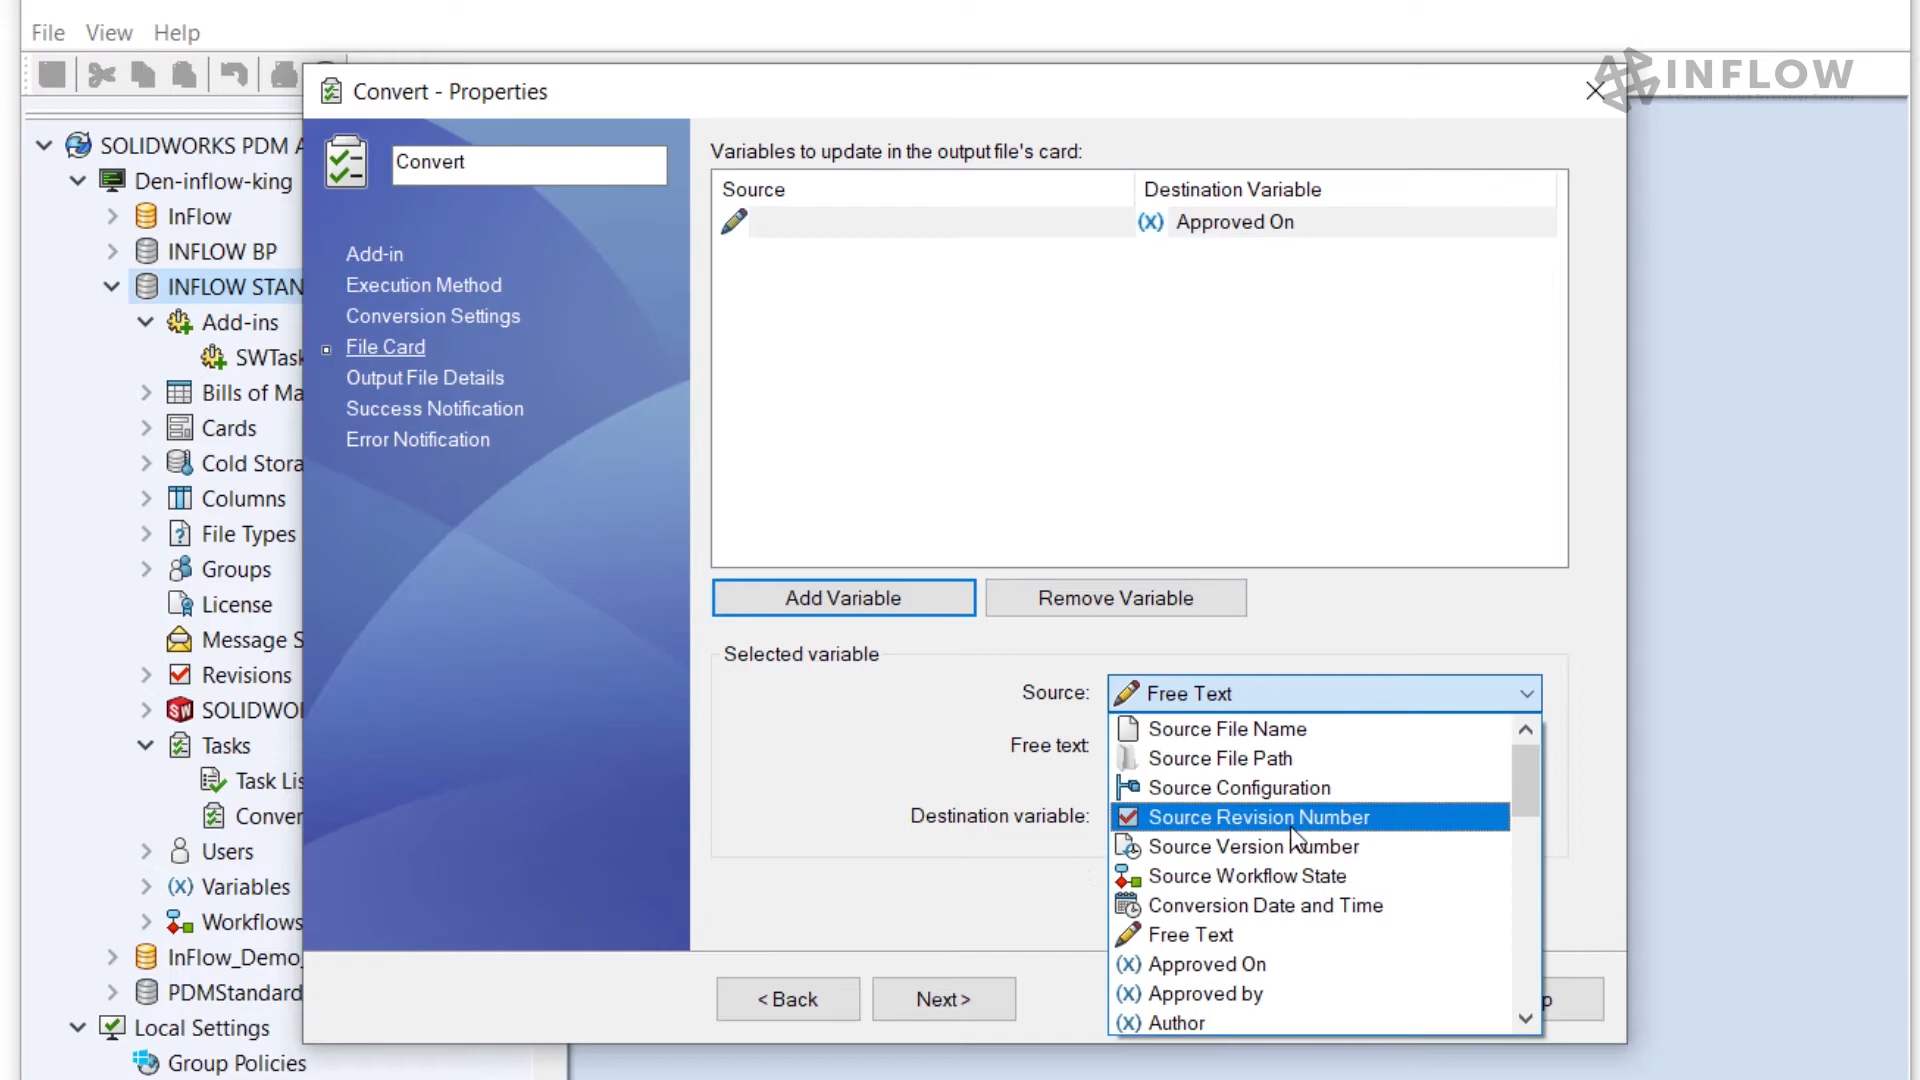 File View Help
INFLOW
Convert - Properties
SOLIDWORKS PDM A
Den-inflow-king
InFlow
INFLOW BP
INFLOW STAN
Add-ins
SWTask
Bills of Ma
Cards
Cold Stora
Columns
File Types
Groups
License
Message S
Revisions
SOLIDWO
Tasks
Task Lis
Conver
Users
(x) Variables
Workflows
InFlow_Demo_
PDMStandard
Local Settings
Group Policies
Convert
Add-in
Execution Method
Conversion Settings
File Card
Output File Details
Success Notification
Error Notification
Variables to update in the output file's card:
Source Destination Variable
(x) Approved On
Add Variable Remove Variable
Selected variable
Source: Free Text
Free text:
Destination variable:
Source File Name
Source File Path
Source Configuration
Source Revision Number
Source Version Number
Source Workflow State
Conversion Date and Time
Free Text
(x) Approved On
(x) Approved by
(x) Author
< Back Next > p